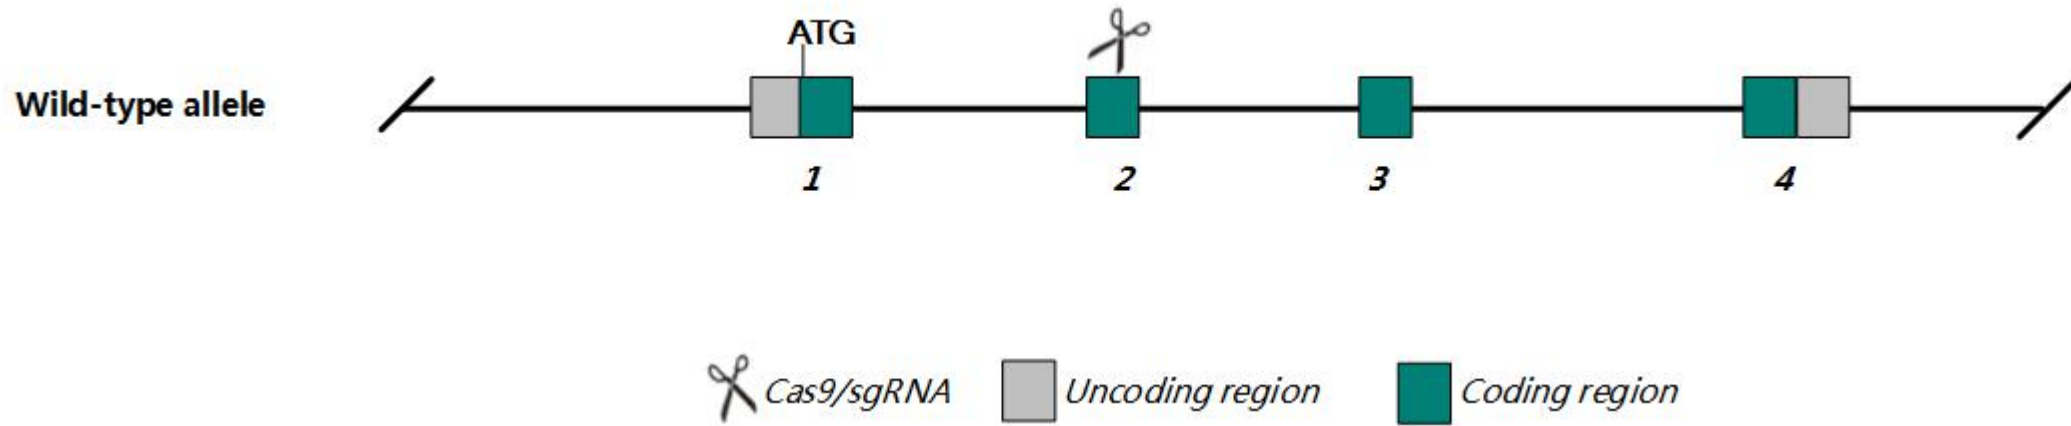 ATG
Wild-type allele
1 2 3 4
Cas9/sgRNA Uncoding region Coding region